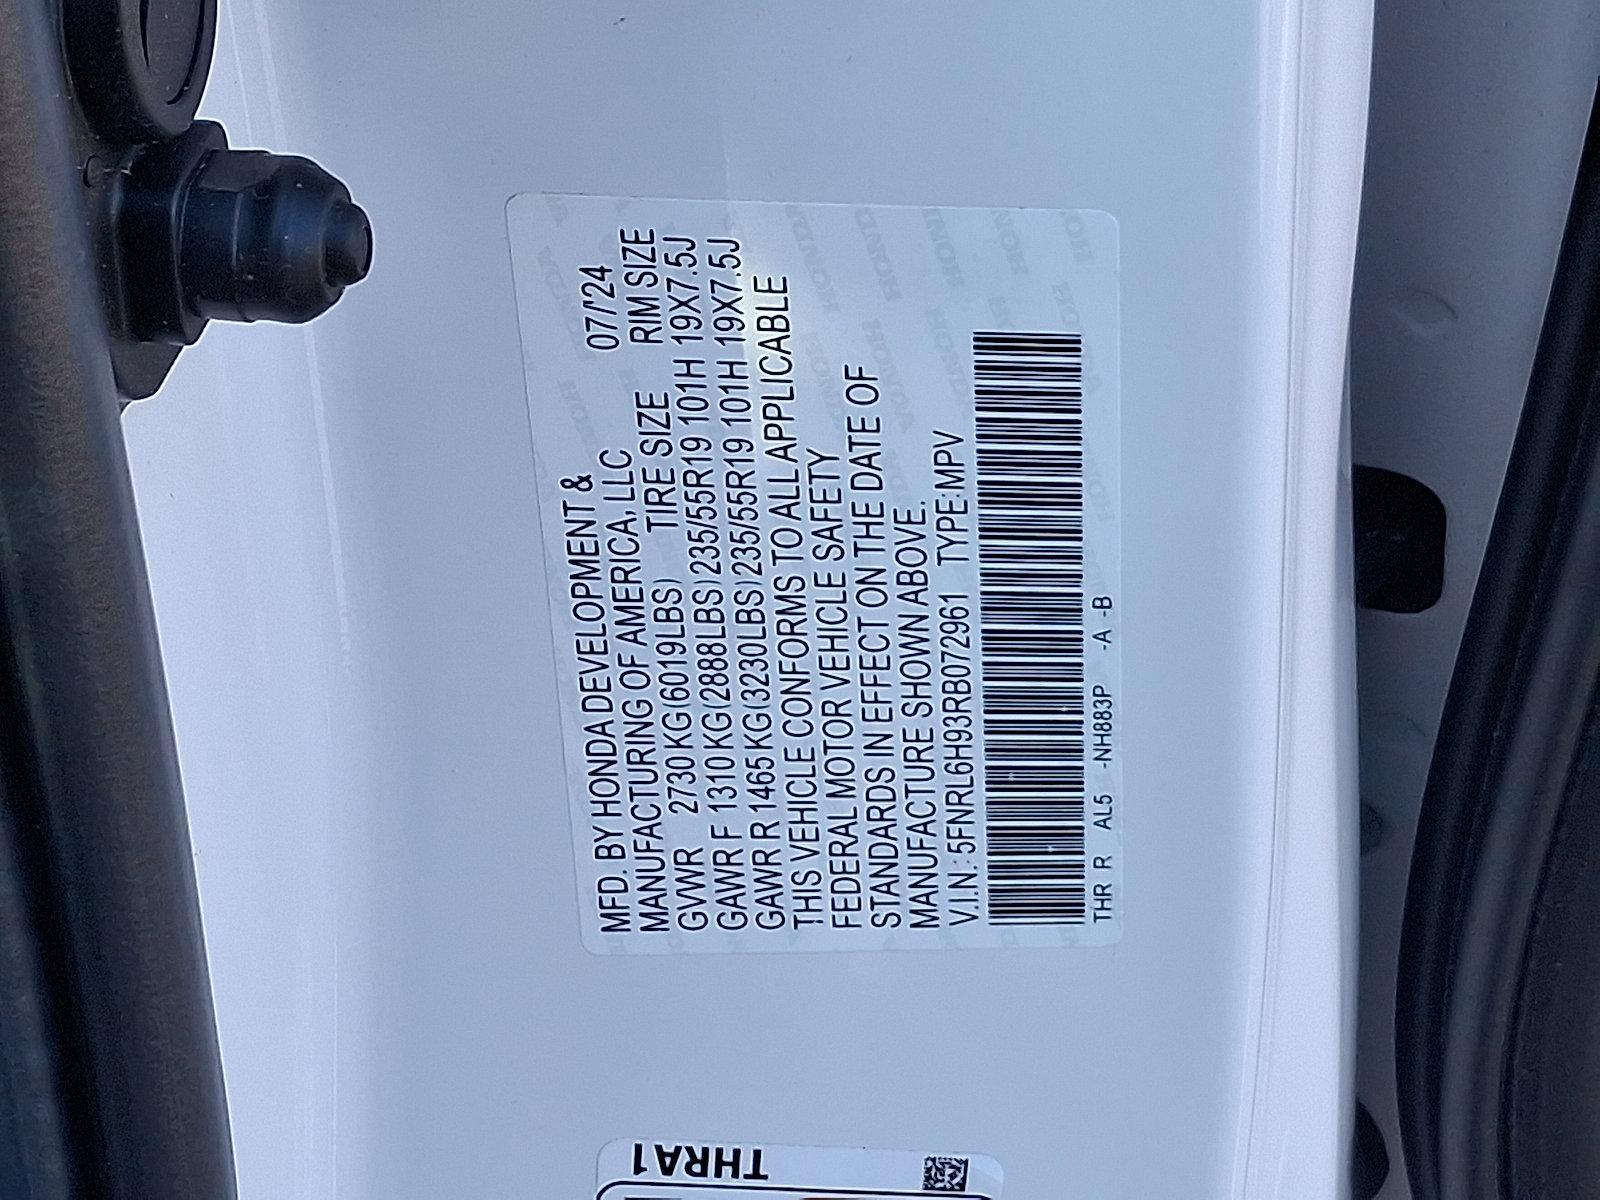 MFD. BY HONDA DEVELOPMENT &
MANUFACTURING OF AMERICA, LLC 07/'24
GVWR 2730KG(6019LBS) TIRE SIZE RIM SIZE
GAWR F 1310KG(2888LBS)235/55R19 101H 19X7.5J
GAWR R 1465KG(3230LBS)235/55R19 101H 19X7.5J
THIS VEHICLE CONFORMS TO ALL APPLICABLE
FEDERAL MOTOR VEHICLE SAFETY
STANDARDS IN EFFECT ON THE DATE OF
MANUFACTURE SHOWN ABOVE.
V.I.N.: 5FNRL6H93RB072961 TYPE:MPV
THR R AL5 -NH883P -A -B
THRA1